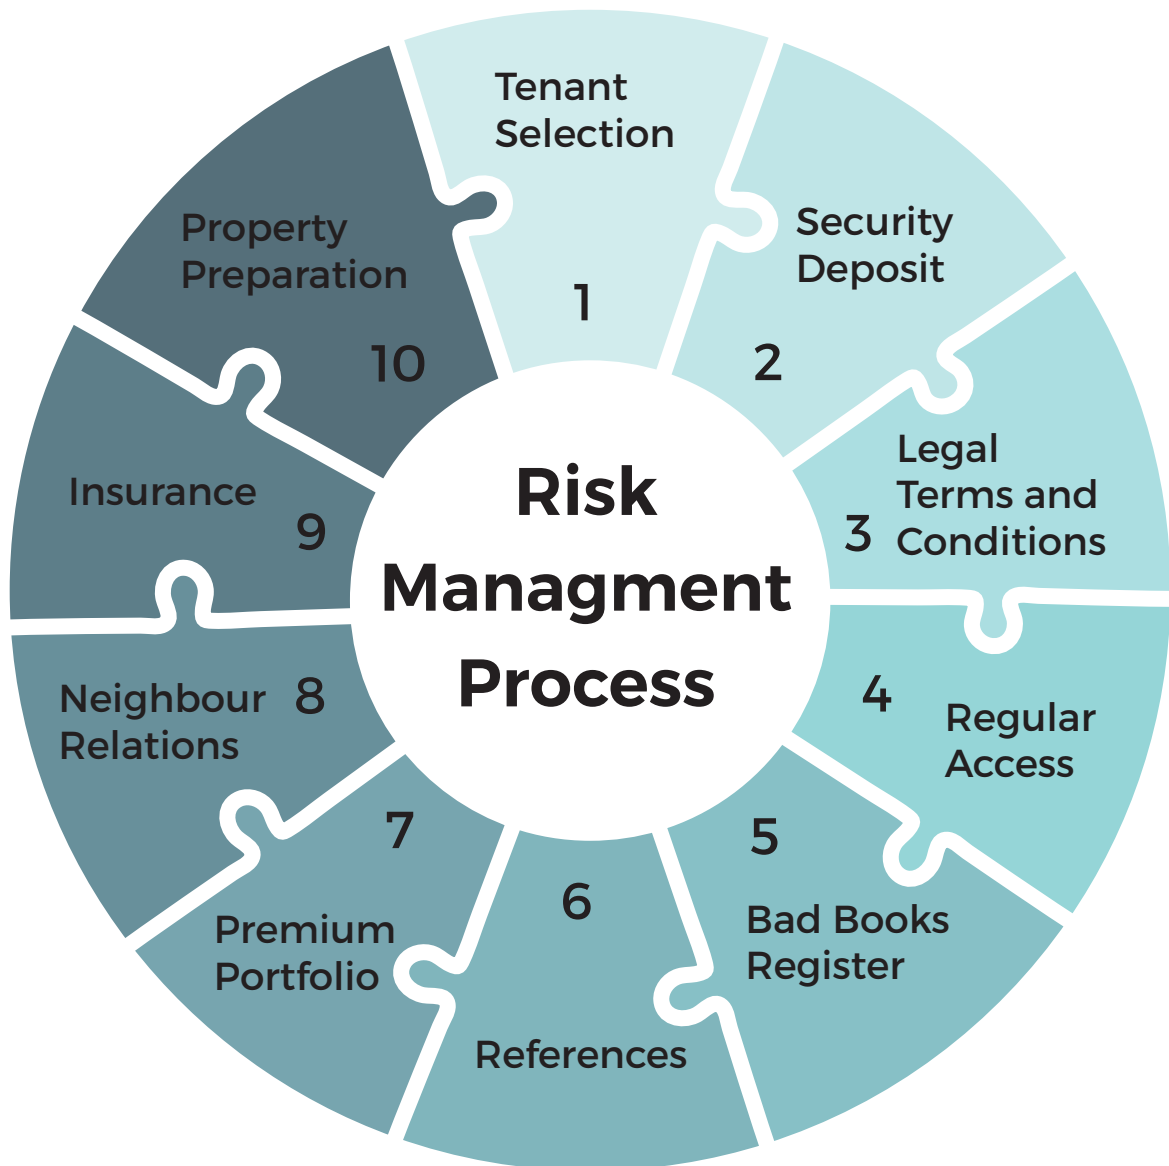 Risk
Managment
Process
Tenant
Selection
1
Security
Deposit
2
Legal
Terms and
3 Conditions
4
Regular
Access
5
Bad Books
Register
6
References
7
Premium
Portfolio
Neighbour 8
Relations
Insurance
9
Property
Preparation
10